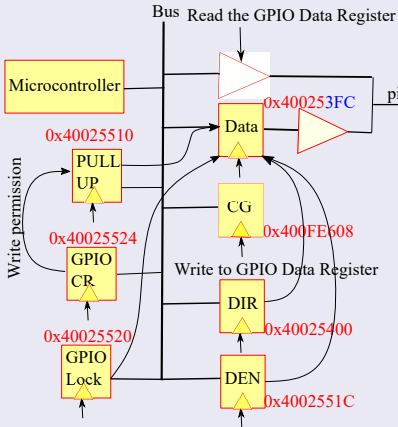 Bus
Read the GPIO Data Register
Microcontroller
0x400253FC
pi
Data
0x40025510
PULL
UP
Write permission
CG
0x400FE608
0x40025524
GPIO
CR
Write to GPIO Data Register
DIR
0x40025400
0x40025520
GPIO
Lock
DEN
0x4002551C